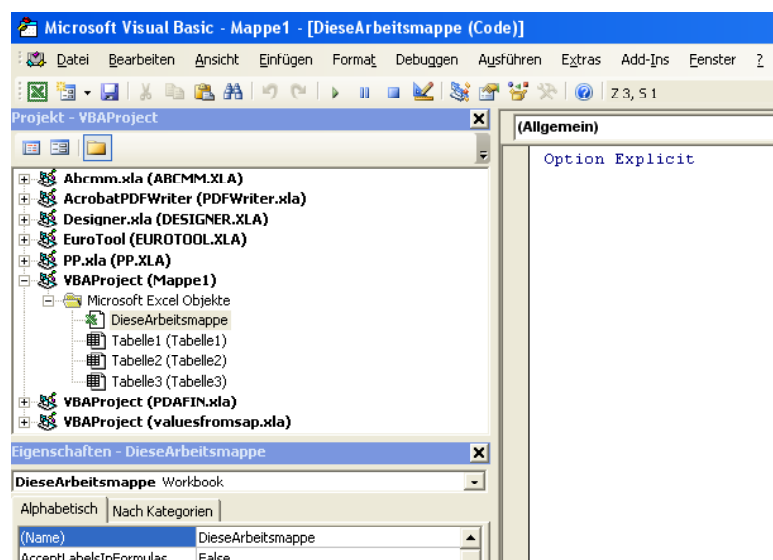 Microsoft Visual Basic - Mappe1 - [DieseArbeitsmappe (Code)]
Datei Bearbeiten Ansicht Einfügen Format Debuggen Ausführen Extras Add-Ins Fenster ?
Z 3, S 1
Projekt - VBAProject
(Allgemein)
Option Explicit
Abcmm.xla (ABCMM.XLA)
AcrobatPDFWriter (PDFWriter.xla)
Designer.xla (DESIGNER.XLA)
EuroTool (EUROTOOL.XLA)
PP.xla (PP.XLA)
VBAProject (Mappe1)
Microsoft Excel Objekte
DieseArbeitsmappe
Tabelle1 (Tabelle1)
Tabelle2 (Tabelle2)
Tabelle3 (Tabelle3)
VBAProject (PDAFIN.xla)
VBAProject (valuesfromsap.xla)
Eigenschaften - DieseArbeitsmappe
DieseArbeitsmappe Workbook
Alphabetisch Nach Kategorien
(Name) DieseArbeitsmappe
AcceptLabelsInFormulas False